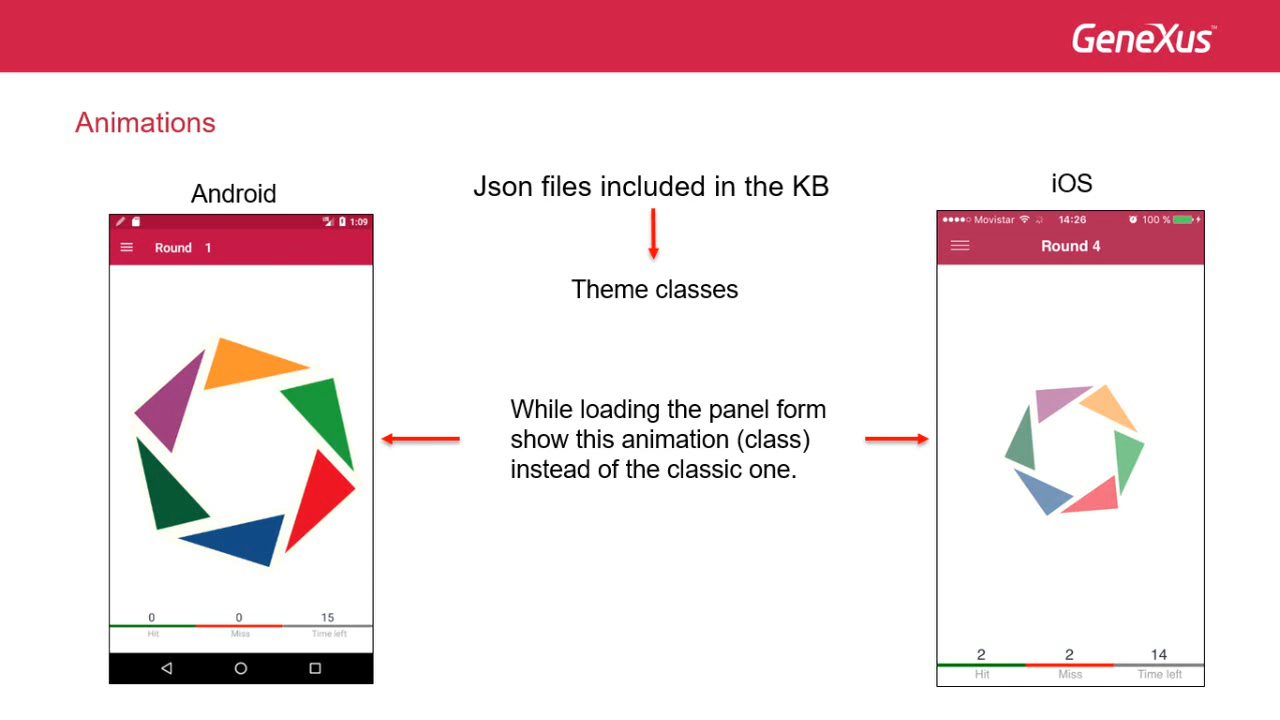 GeneXus™
Animations
Android
Json files included in the KB
iOS
1:09
Round 1
Movistar 14:26 100 %
Round 4
Theme classes
While loading the panel form
show this animation (class)
instead of the classic one.
0 0 15
Hit Miss Time left
2 2 14
Hit Miss Time left